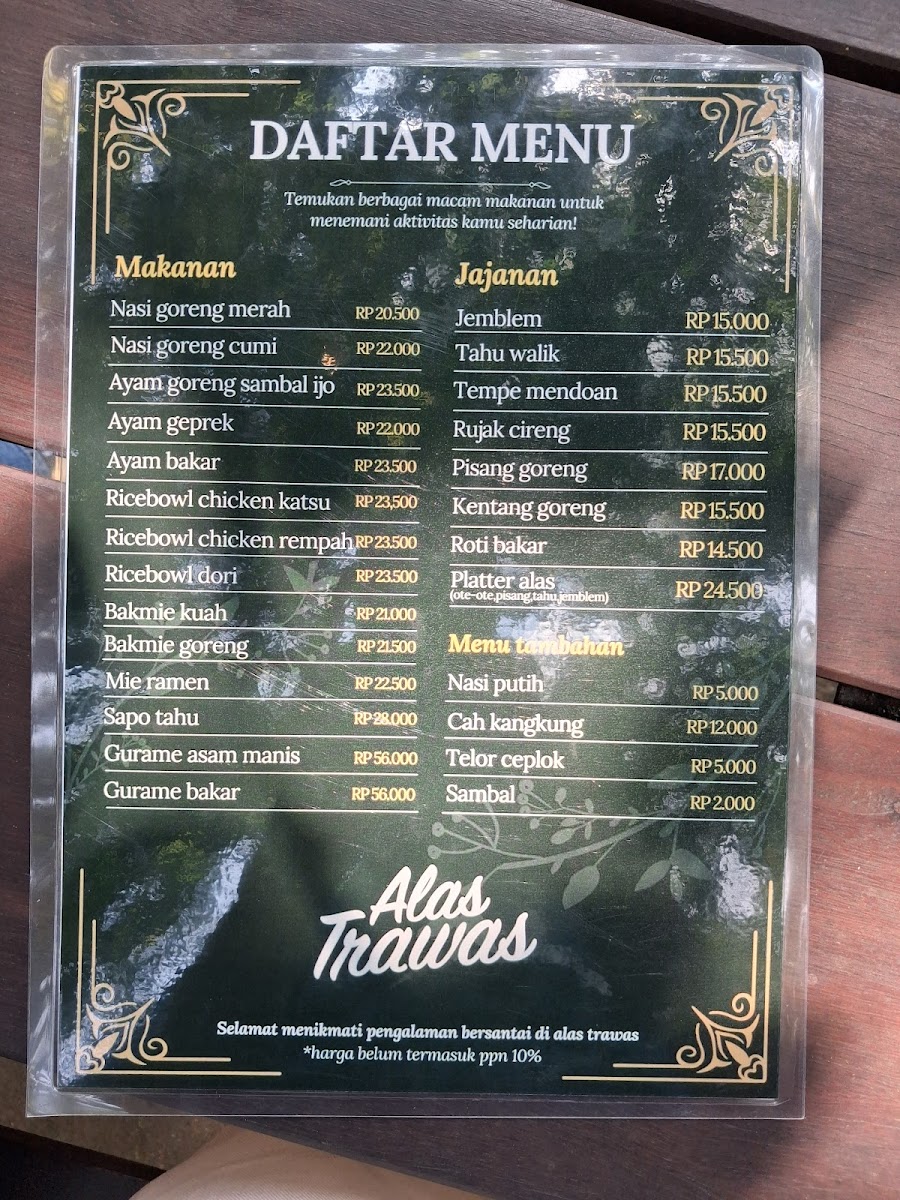 DAFTAR MENU
Temukan berbagai macam makanan untuk
menemani aktivitas kamu seharian!
Makanan
Nasi goreng merah RP 20.500
Nasi goreng cumi RP 22.000
Ayam goreng sambal ijo RP 23.500
Ayam geprek RP 22.000
Ayam bakar RP 23.500
Ricebowl chicken katsu RP 23,500
Ricebowl chicken rempah RP 23.500
Ricebowl dori RP 23.500
Bakmie kuah RP 21.000
Bakmie goreng RP 21.500
Mie ramen RP 22.500
Sapo tahu RP 28.000
Gurame asam manis RP 56.000
Gurame bakar RP 56.000
Jajanan
Jemblem RP 15.000
Tahu walik RP 15.500
Tempe mendoan RP 15.500
Rujak cireng RP 15.500
Pisang goreng RP 17.000
Kentang goreng RP 15.500
Roti bakar RP 14.500
Platter alas RP 24.500
(ote-ote,pisang,tahu,jemblem)
Menu tambahan
Nasi putih RP 5.000
Cah kangkung RP 12.000
Telor ceplok RP 5.000
Sambal RP 2.000
Alas
Trawas
Selamat menikmati pengalaman bersantai di alas trawas
*harga belum termasuk ppn 10%